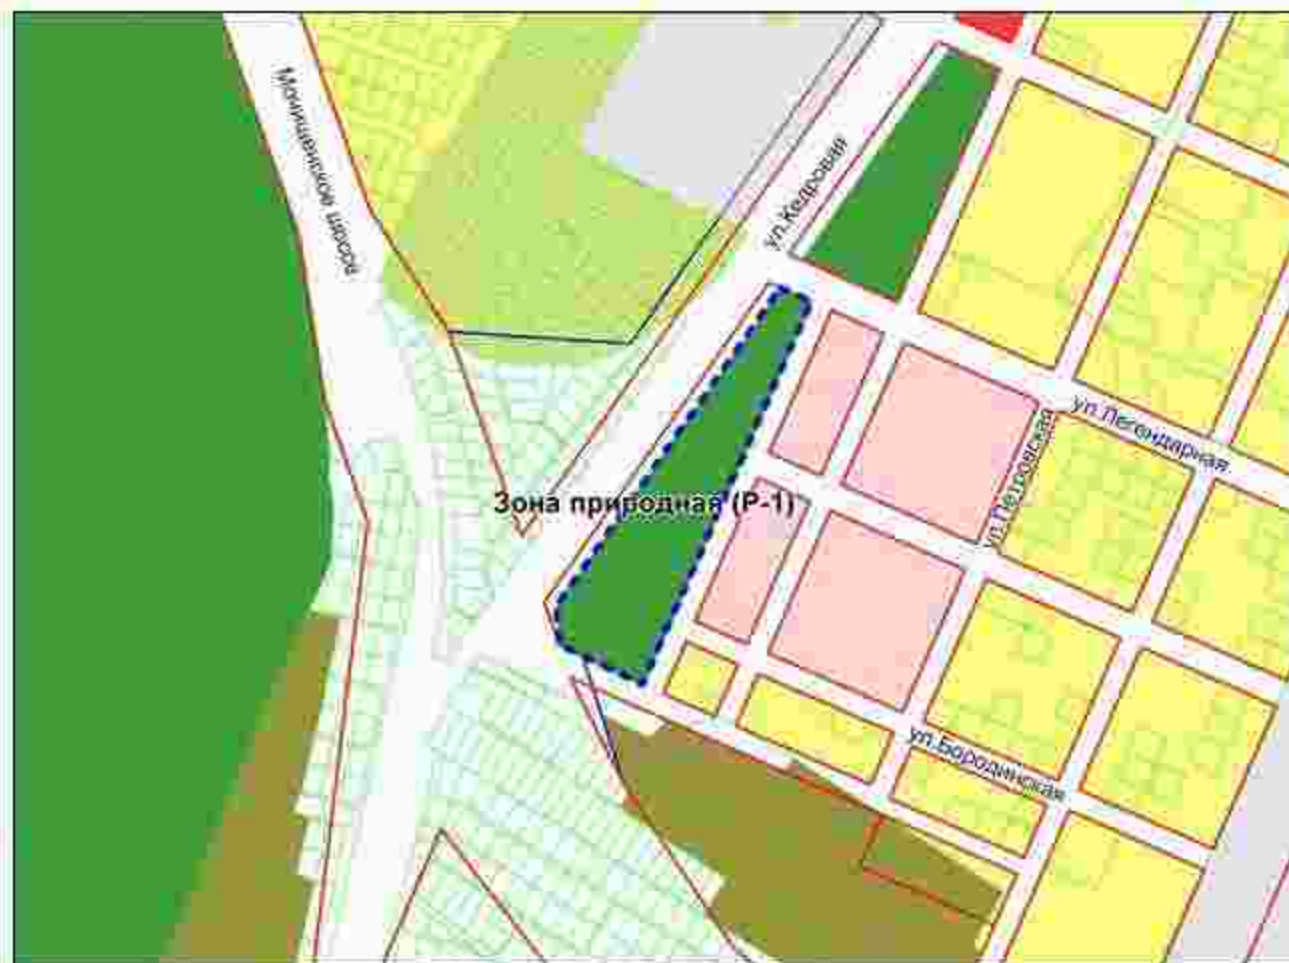 Мочищенское шоссе
ул.Кедровая
ул.Легендарная
ул.Петровская
Зона природная (Р-1)
ул.Бородинская